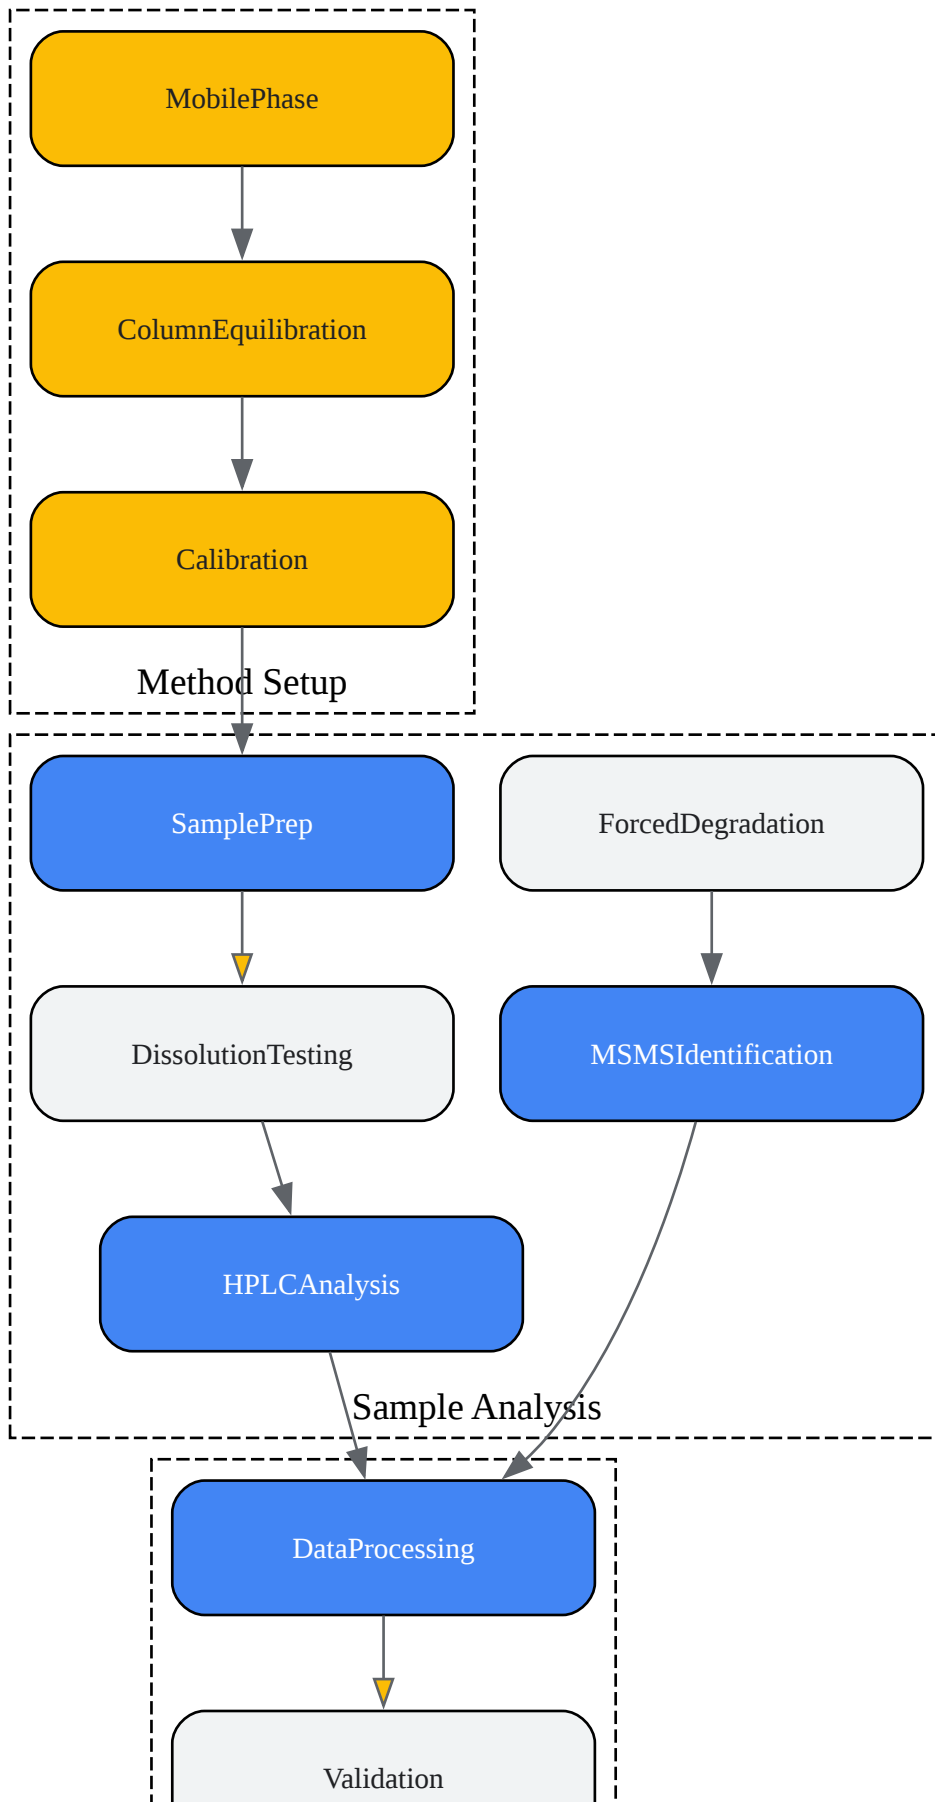 MobilePhase
ColumnEquilibration
Calibration
Method Setup
SamplePrep
ForcedDegradation
DissolutionTesting
MSMSIdentification
HPLCAnalysis
Sample Analysis
DataProcessing
Validation